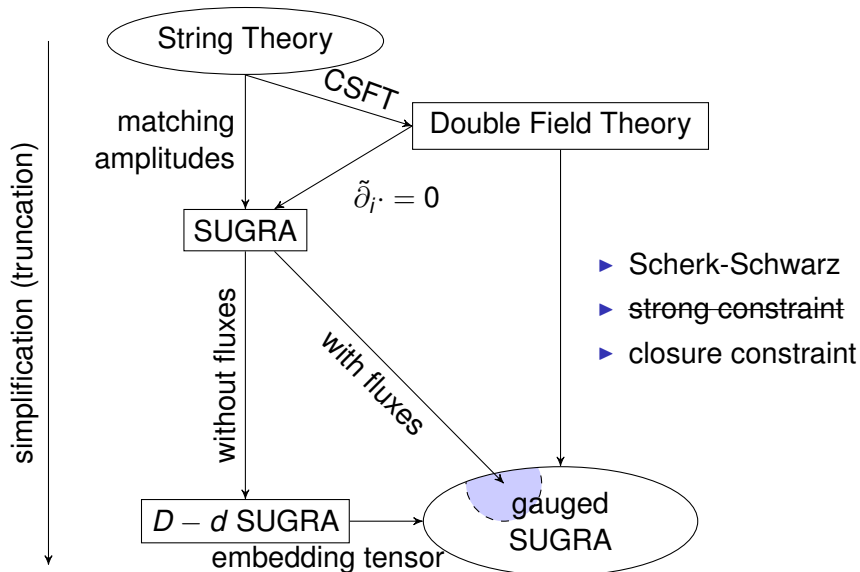 String Theory
CSFT
matching
amplitudes
Double Field Theory
∂̃ᵢ· = 0
SUGRA
simplification (truncation)
without fluxes
with fluxes
Scherk-Schwarz
strong constraint
closure constraint
D − d SUGRA
embedding tensor
gauged
SUGRA